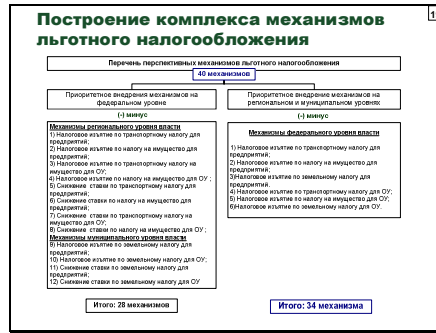 Построение комплекса механизмов
льготного налогообложения
1
Перечень перспективных механизмов льготного налогообложения
40 механизмов
Приоритетное внедрения механизмов на
федеральном уровне
(-) минус
Механизмы регионального уровня власти
1) Налоговое изъятие по транспортному налогу для
предприятий;
2) Налоговое изъятие по налогу на имущество для
предприятий;
3) Налоговое изъятие по транспортному налогу на
имущество для ОУ;
4) Налоговое изъятие по налогу на имущество для ОУ ;
5) Снижение ставки по транспортному налогу для
предприятий;
6) Снижение ставки по налогу на имущество для
предприятий;
7) Снижение ставки по транспортному налогу на
имущество для ОУ;
8) Снижение ставки по налогу на имущество для ОУ ;
Механизмы муниципального уровня власти
9) Налоговое изъятие по земельному налогу для
предприятий;
10) Налоговое изъятие по земельному налогу для ОУ;
11) Снижение ставки по земельному налогу для
предприятий;
12) Снижение ставки по земельному налогу для ОУ
Итого: 28 механизмов
Приоритетное внедрение механизмов на
региональном и муниципальном уровнях
(-) минус
Механизмы федерального уровня власти
1) Налоговое изъятие по транспортному налогу для
предприятий;
2) Налоговое изъятие по налогу на имущество для
предприятий;
3)Налоговое изъятие по земельному налогу для
предприятий.
4) Налоговое изъятие по транспортному налогу для ОУ;
5) Налоговое изъятие по налогу на имущество для ОУ;
6)Налоговое изъятие по земельному налогу для ОУ.
Итого: 34 механизма